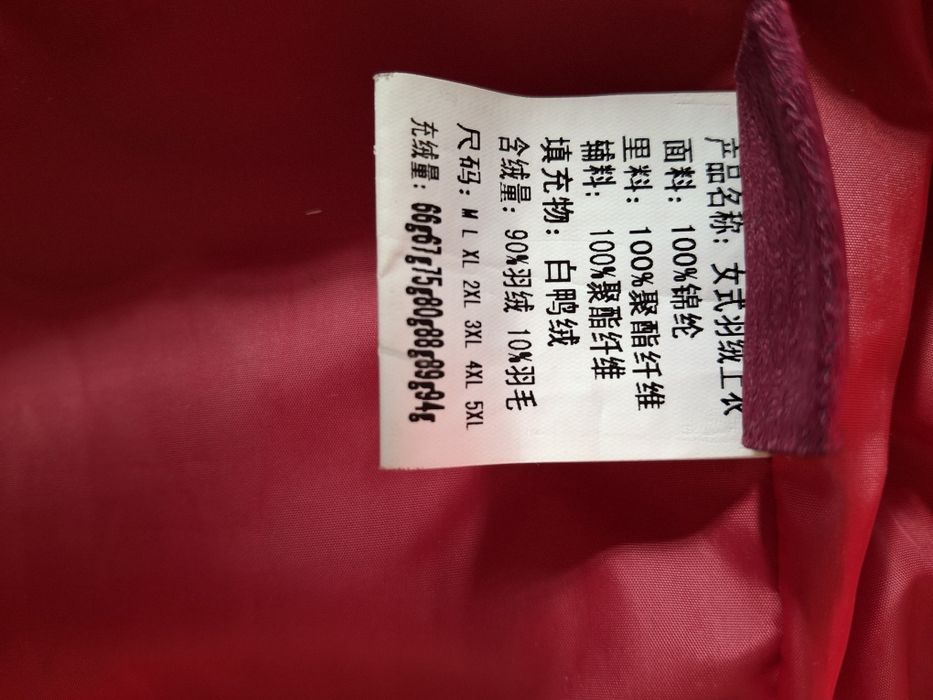 产品名称：女式羽绒上衣
面料：100%锦纶
里料：100%聚酯纤维
辅料：100%聚酯纤维
填充物：白鸭绒
含绒量：90%羽绒 10%羽毛
尺码：M L XL 2XL 3XL 4XL 5XL
充绒量：66g67g75g80g88g89g94g